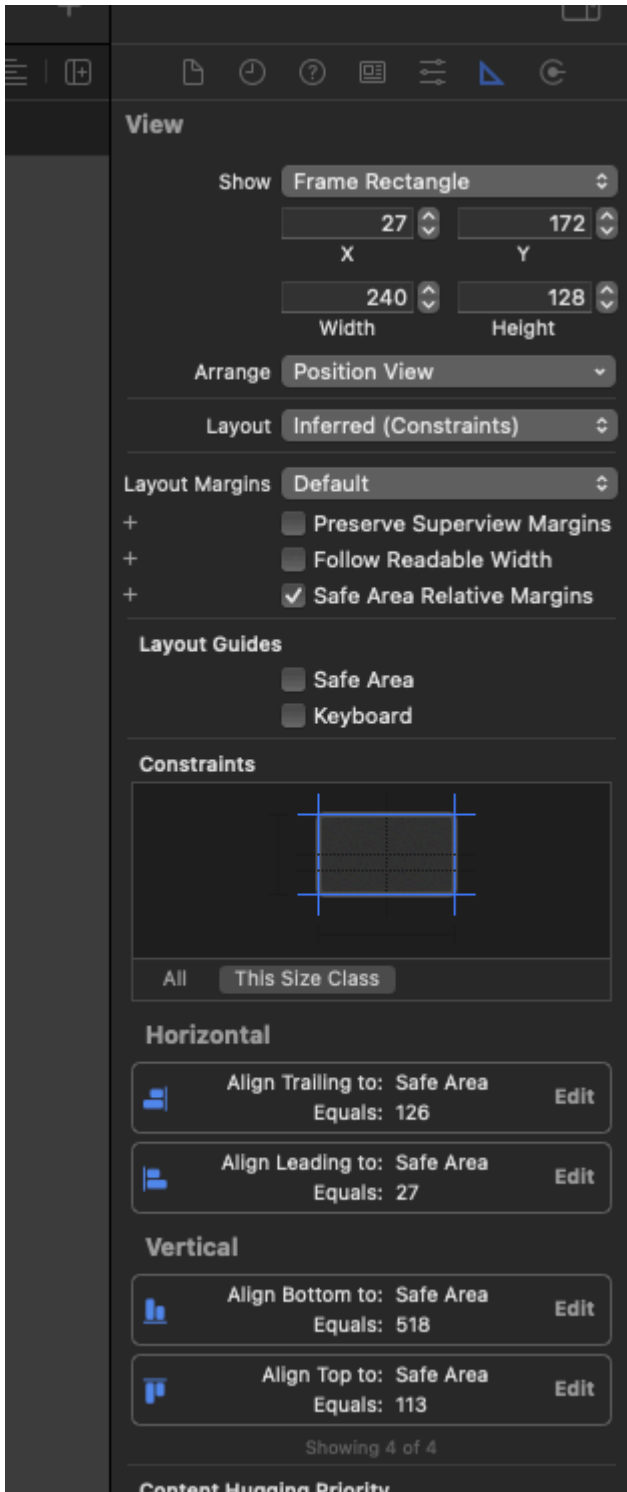 View
Show Frame Rectangle
27 172
X Y
240 128
Width Height
Arrange Position View
Layout Inferred (Constraints)
Layout Margins Default
+ Preserve Superview Margins
+ Follow Readable Width
+ Safe Area Relative Margins
Layout Guides
Safe Area
Keyboard
Constraints
All This Size Class
Horizontal
Align Trailing to: Safe Area
Edit
Equals: 126
Align Leading to: Safe Area
Edit
Equals: 27
Vertical
Align Bottom to: Safe Area
Edit
Equals: 518
Align Top to: Safe Area
Edit
Equals: 113
Showing 4 of 4
Content Hugging Priority